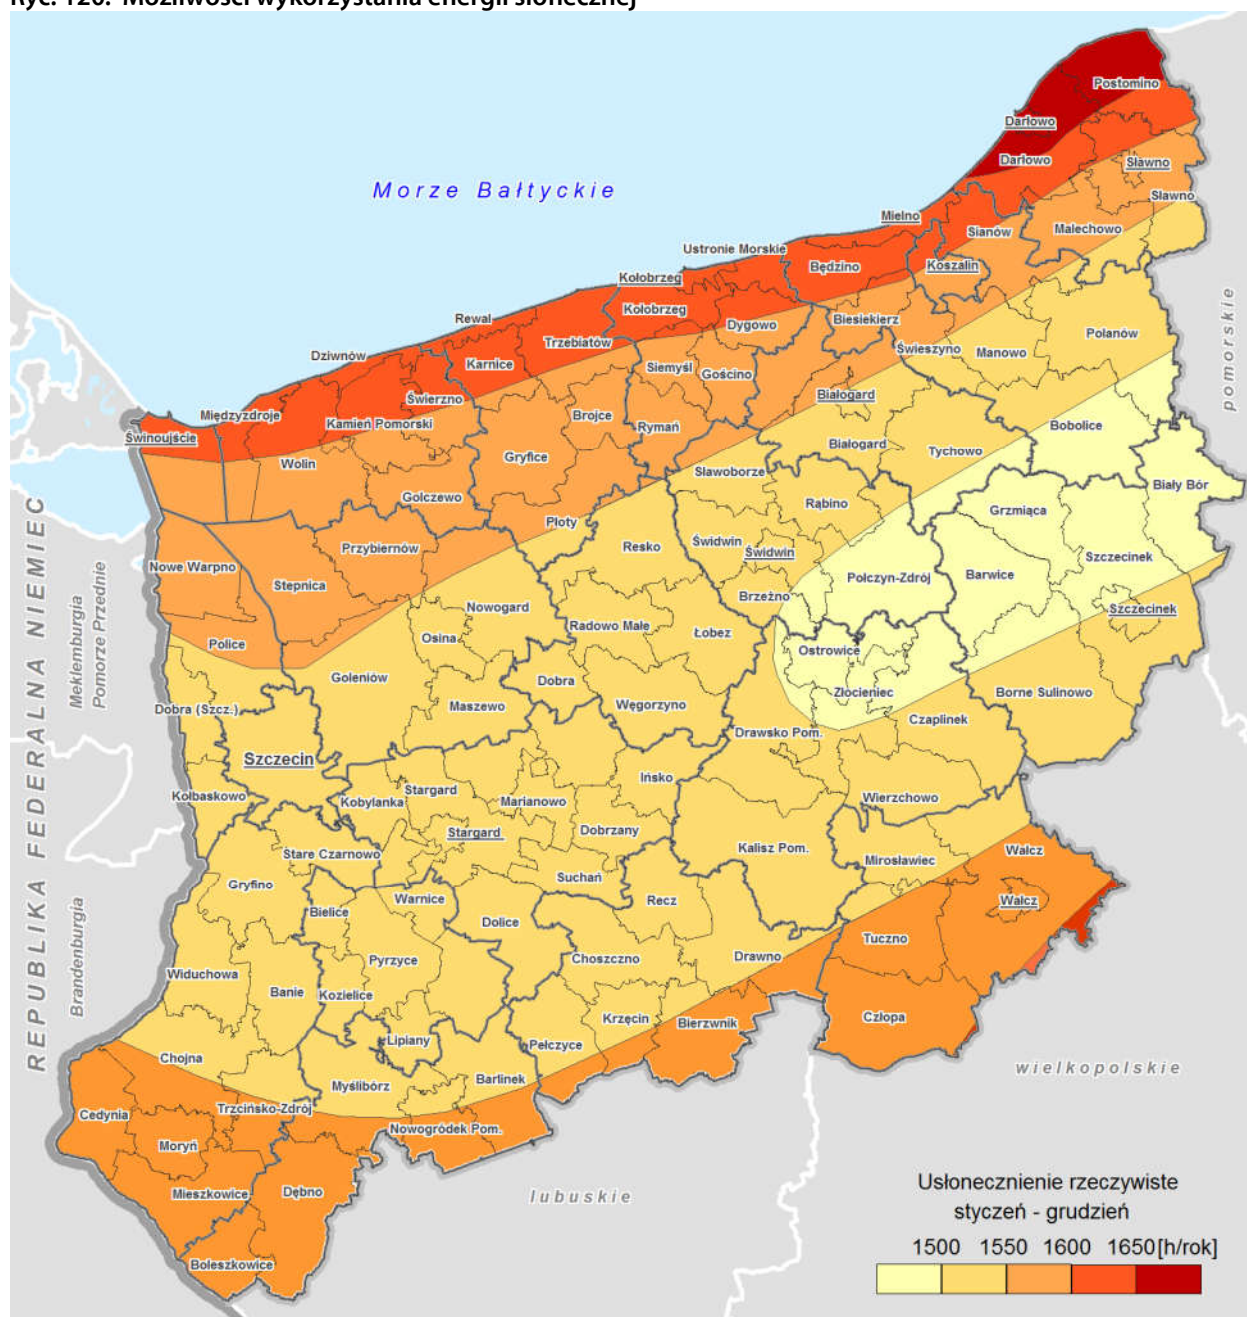 Ryc. 120. Możliwości wykorzystania energii słonecznej
Postomino
Darłowo
Darłowo
Sławno
Morze Bałtyckie
Sławno
Mielno
Sianów
Malechowo
Ustronie Morskie
Kołobrzeg
Będzino
Koszalin
pomorskie
Rewal
Kołobrzeg
Dygowo
Biesiekierz
Polanów
Trzebiatów
Świeszyno
Manowo
Dziwnów
Karnice
Siemyśl
Gościno
Świerzno
Białogard
Międzyzdroje
Kamień Pomorski
Brojce
Rymań
Bobolice
Świnoujście
Białogard
Tychowo
Wolin
Gryfice
Sławoborze
Biały Bór
Golczewo
Rąbino
Grzmiąca
Płoty
Przybiernów
Resko
Świdwin
Świdwin
Szczecinek
Nowe Warpno
Stepnica
Połczyn-Zdrój
Barwice
Brzeżno
Nowogard
Szczecinek
Osina
Radowo Małe
Łobez
Police
Ostrowice
Goleniów
Dobra
Złocieniec
Borne Sulinowo
Dobra (Szcz.)
Maszewo
Węgorzyno
Czaplinek
Drawsko Pom.
Szczecin
Ińsko
Kołbaskowo
Stargard
Kobylanka
Marianowo
Wierzchowo
Stargard
Dobrzany
Kalisz Pom.
Wałcz
Stare Czarnowo
Mirosławiec
Suchań
Gryfino
Warnice
Recz
Wałcz
Bielice
Dolice
Tuczno
Pyrzyce
Choszczno
Drawno
Widuchowa
Banie
Kozielice
Krzęcin
Bierzwnik
Człopa
Lipiany
Pełczyce
Chojna
Myślibórz
Barlinek
wielkopolskie
Cedynia
Trzcińsko-Zdrój
Nowogródek Pom.
Moryń
Mieszkowice
Dębno
lubuskie
Boleszkowice
REPUBLIKA FEDERALNA NIEMIEC
Meklemburgia
Pomorze Przednie
Brandenburgia
Usłonecznienie rzeczywiste
styczeń - grudzień
1500 1550 1600 1650[h/rok]